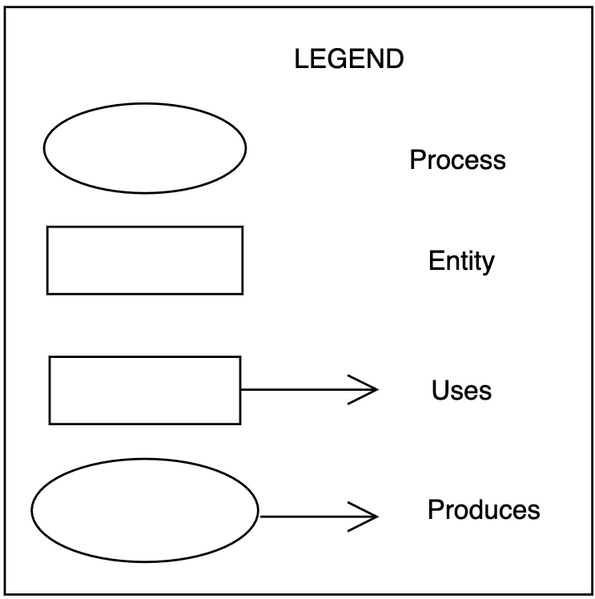 LEGEND
Process
Entity
Uses
Produces